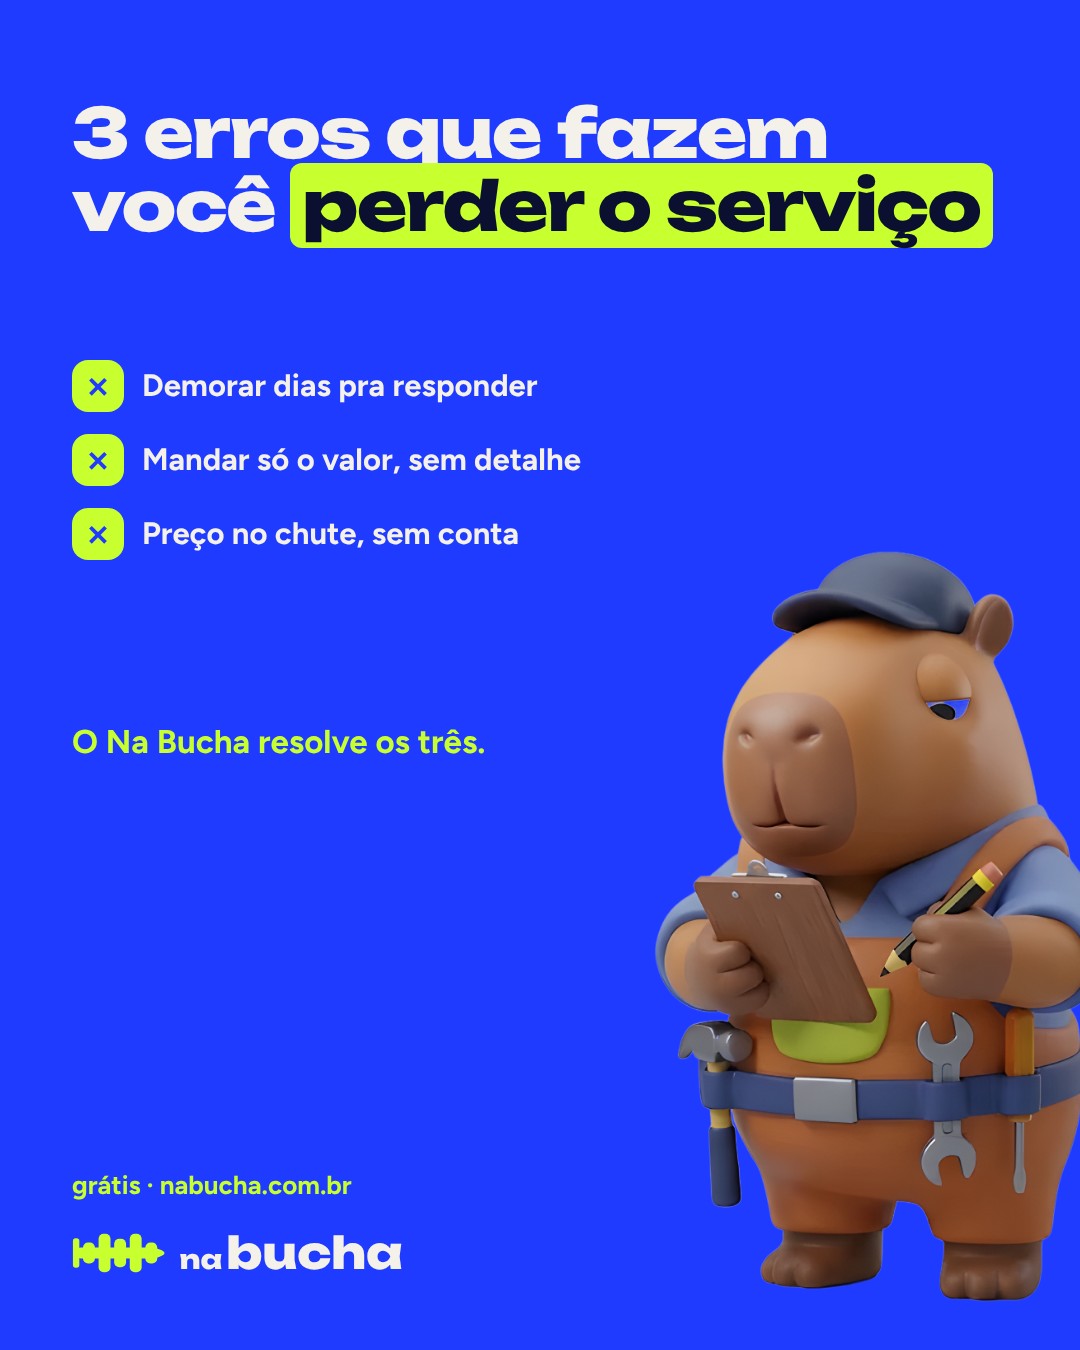 3 erros que fazem
você perder o serviço
Demorar dias pra responder
Mandar só o valor, sem detalhe
Preço no chute, sem conta
O Na Bucha resolve os três.
grátis · nabucha.com.br
na bucha